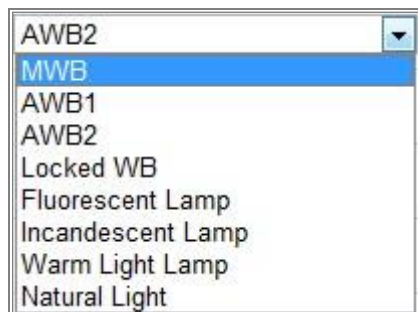 AWB2
MWB
AWB1
AWB2
Locked WB
Fluorescent Lamp
Incandescent Lamp
Warm Light Lamp
Natural Light